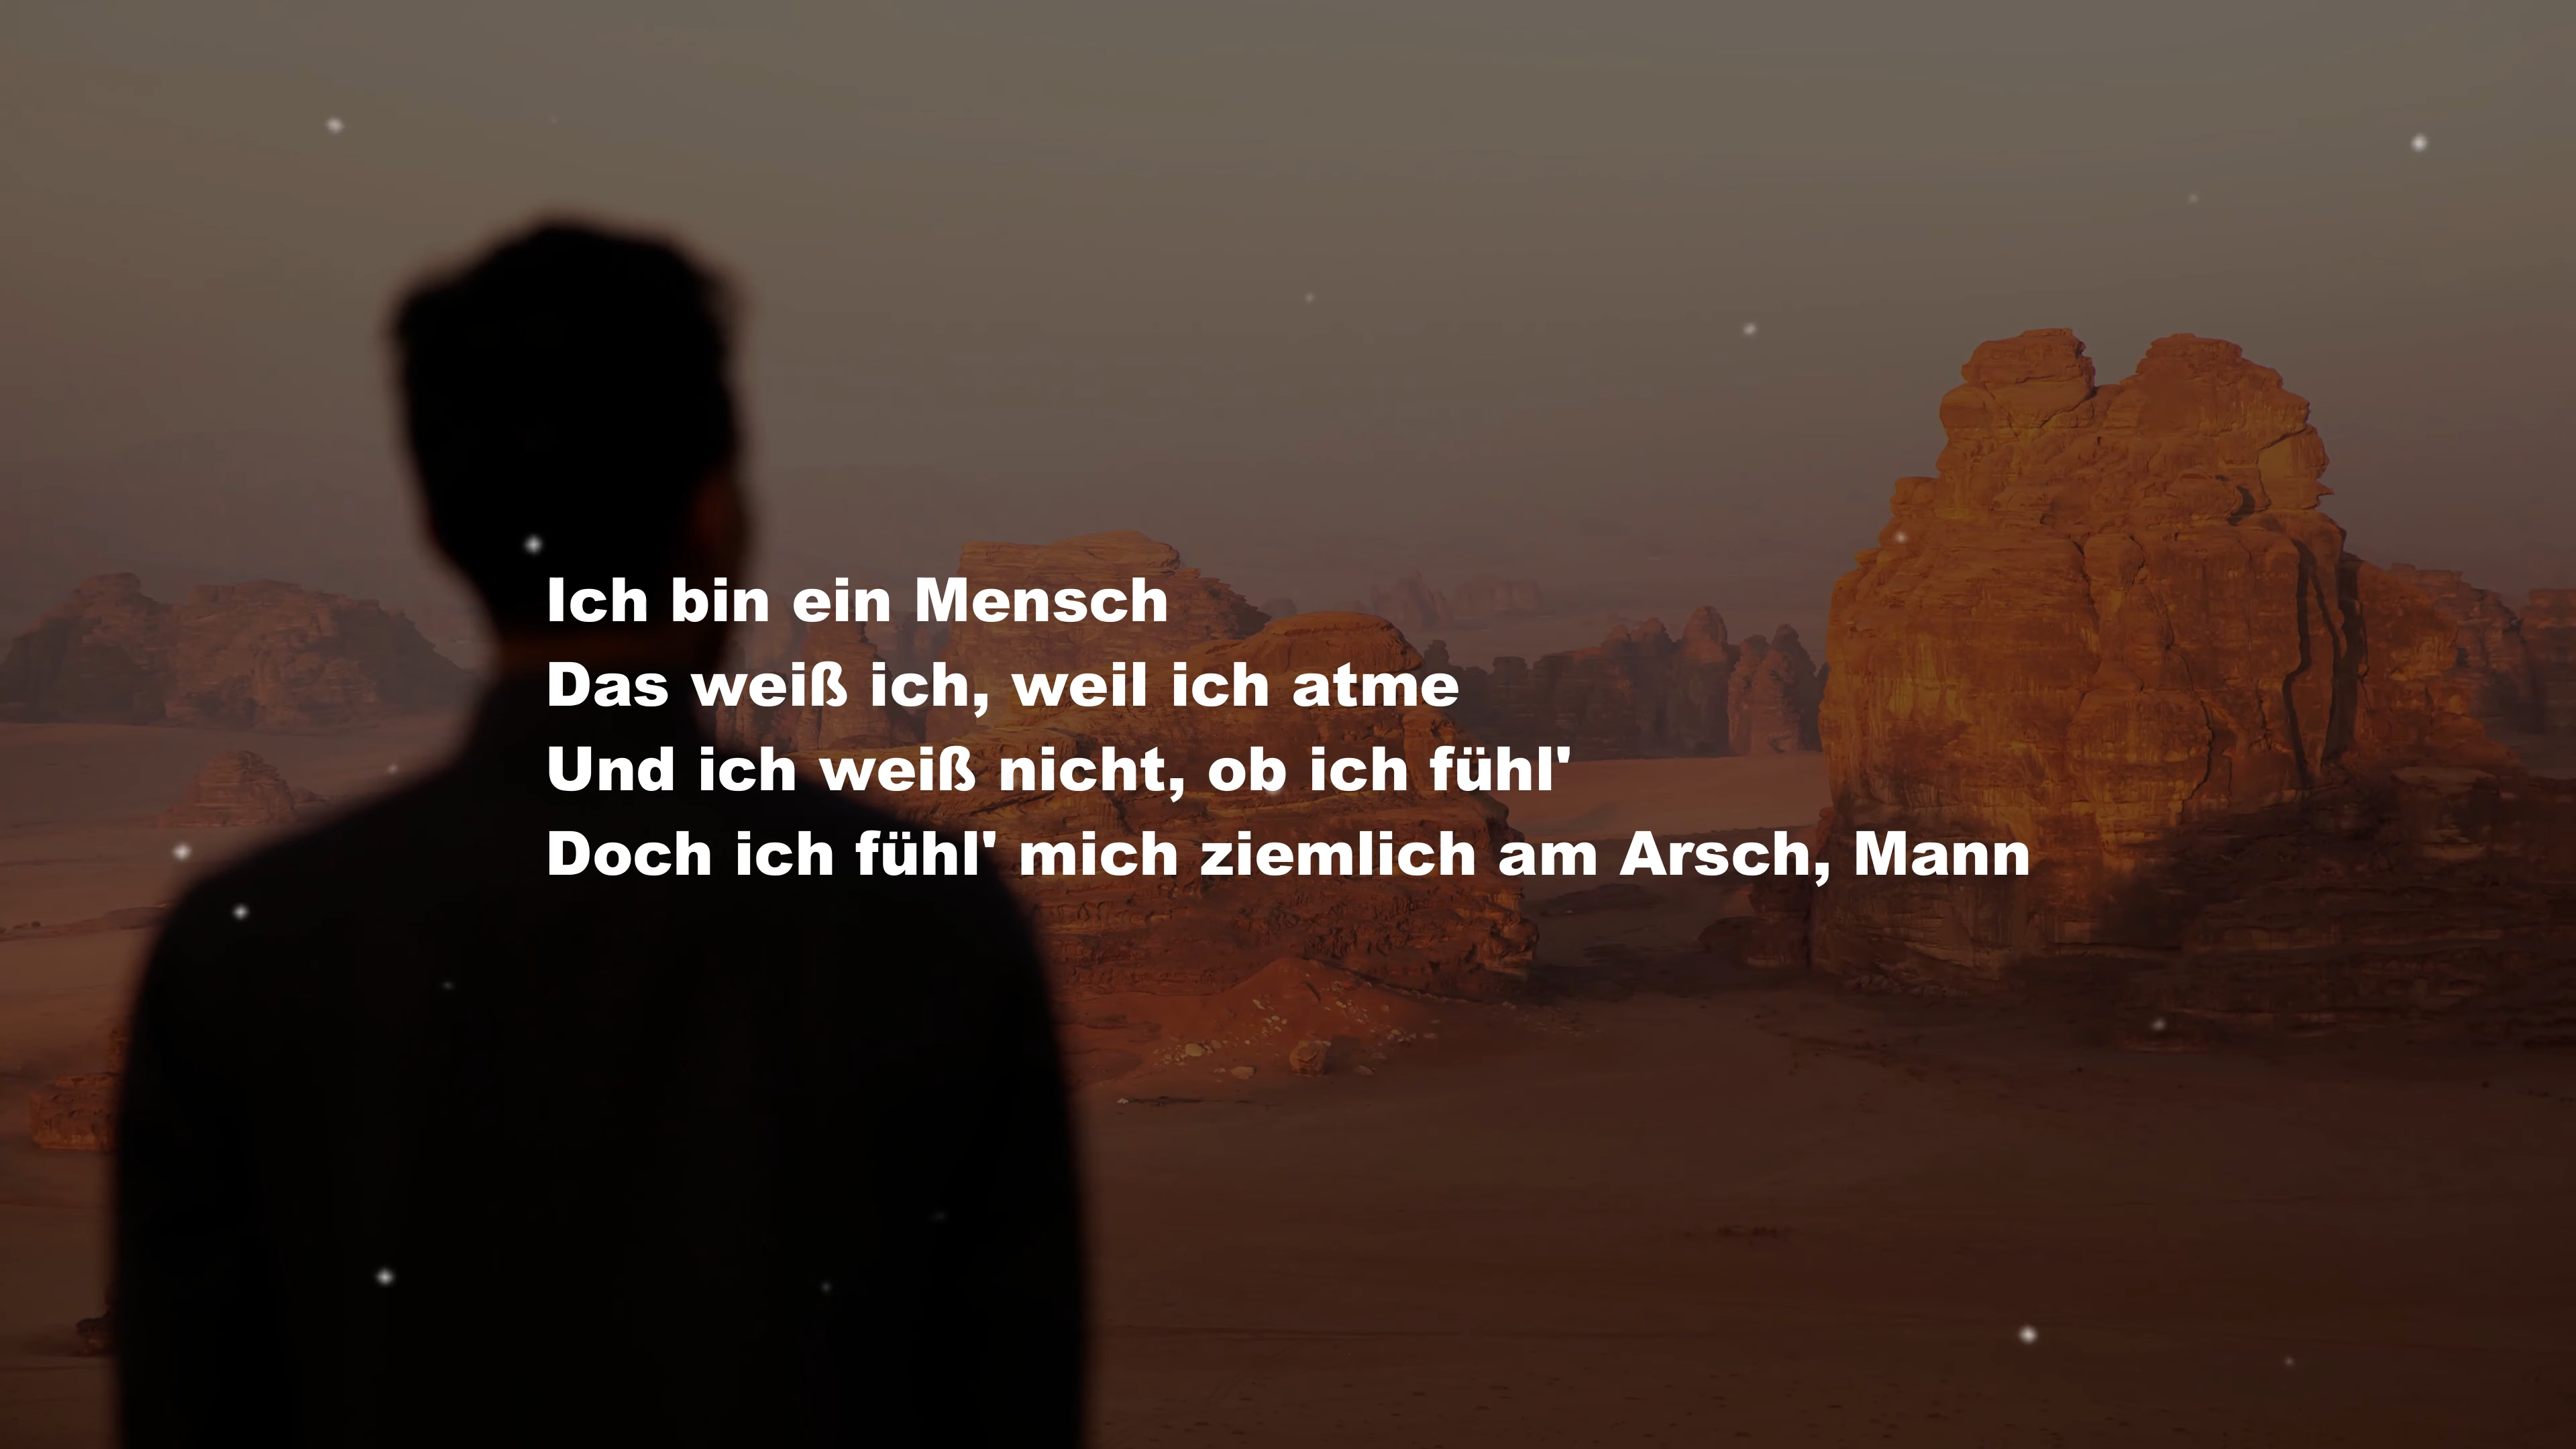 Ich bin ein Mensch
Das weiß ich, weil ich atme
Und ich weiß nicht, ob ich fühl'
Doch ich fühl' mich ziemlich am Arsch, Mann